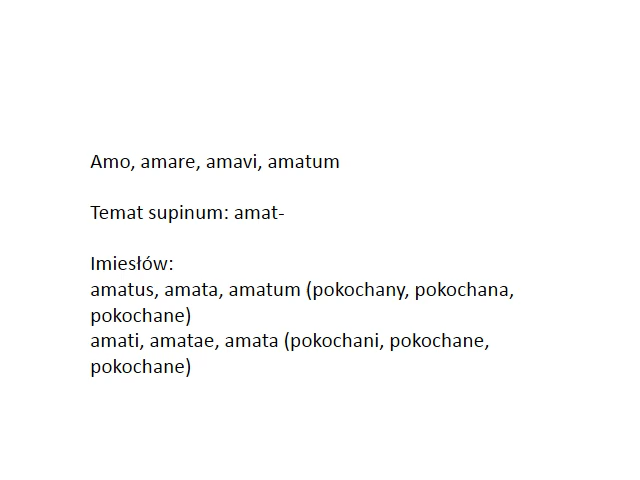 Amo, amare, amavi, amatum
Temat supinum: amat-
Imiesłów:
amatus, amata, amatum (pokochany, pokochana,
pokochane)
amati, amatae, amata (pokochani, pokochane,
pokochane)